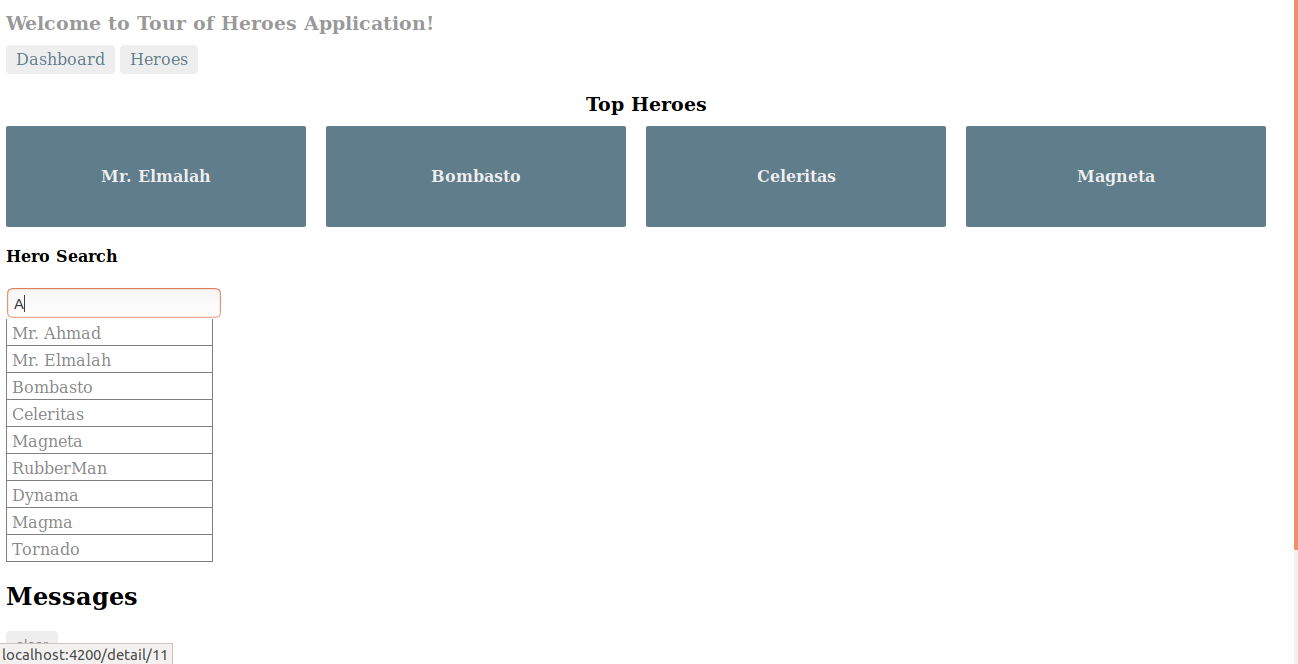 Welcome to Tour of Heroes Application!
Dashboard Heroes
Top Heroes
Mr. Elmalah Bombasto Celeritas Magneta
Hero Search
A
Mr. Ahmad
Mr. Elmalah
Bombasto
Celeritas
Magneta
RubberMan
Dynama
Magma
Tornado
Messages
localhost:4200/detail/11